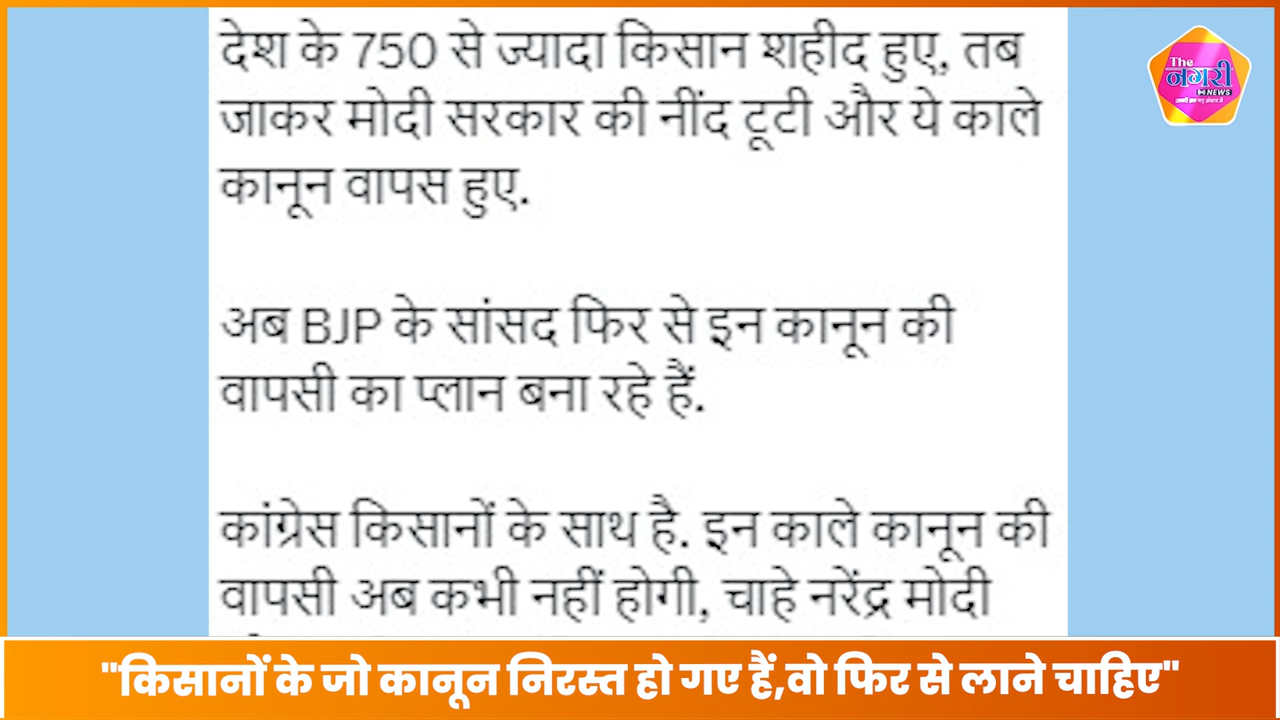 देश के 750 से ज्यादा किसान शहीद हुए, तब
जाकर मोदी सरकार की नींद टूटी और ये काले
कानून वापस हुए.
अब BJP के सांसद फिर से इन कानून की
वापसी का प्लान बना रहे हैं.
कांग्रेस किसानों के साथ है. इन काले कानून की
वापसी अब कभी नहीं होगी, चाहे नरेंद्र मोदी
The
नगरी
NEWS
"किसानों के जो कानून निरस्त हो गए हैं,वो फिर से लाने चाहिए"